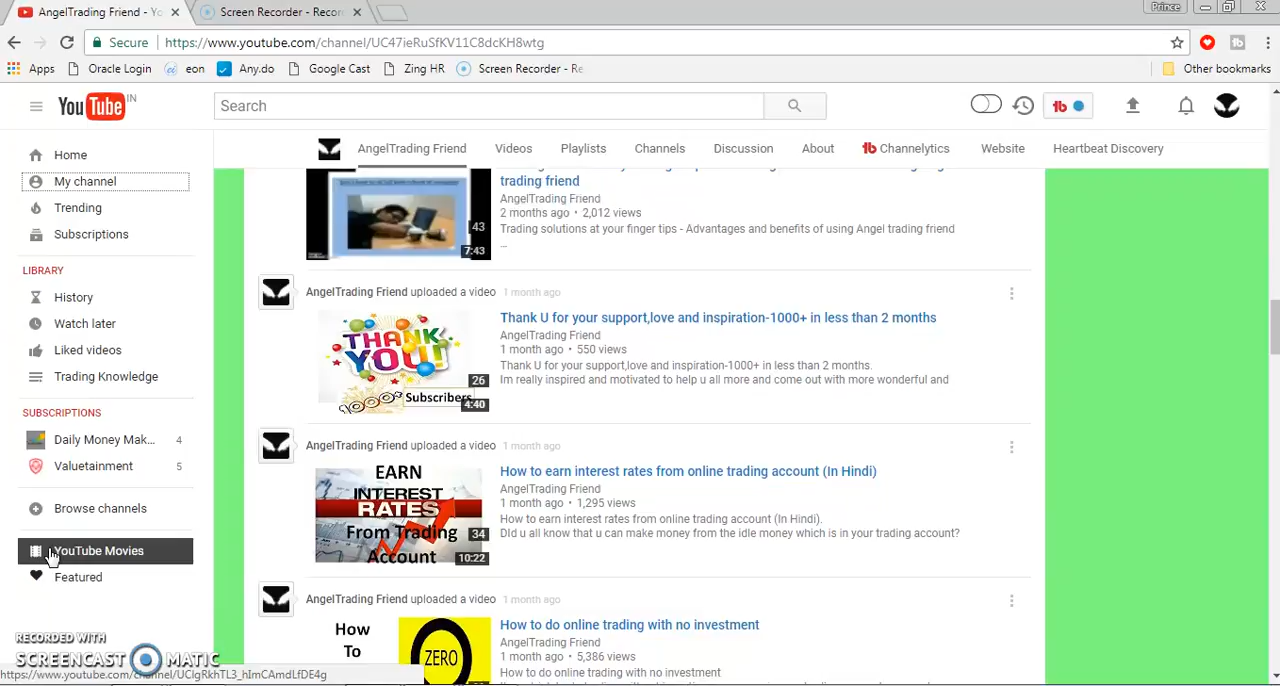 AngelTrading Friend - Yo
Screen Recorder - Recor
Prince
Secure
https://www.youtube.com/channel/UC47ieRuSfKV11C8dcKH8wtg
Apps
Oracle Login
eon
Any.do
Google Cast
Zing HR
Screen Recorder - Re
Other bookmarks
YouTube IN
Search
tb
Home
My channel
Trending
Subscriptions
LIBRARY
History
Watch later
Liked videos
Trading Knowledge
SUBSCRIPTIONS
Daily Money Mak... 4
Valuetainment 5
Browse channels
YouTube Movies
Featured
AngelTrading Friend
Videos
Playlists
Channels
Discussion
About
tb Channelytics
Website
Heartbeat Discovery
trading friend
AngelTrading Friend
2 months ago • 2,012 views
Trading solutions at your finger tips - Advantages and benefits of using Angel trading friend
...
43
7:43
AngelTrading Friend uploaded a video 1 month ago
THANK
YOU!
1000+ Subscribers
26
4:40
Thank U for your support,love and inspiration-1000+ in less than 2 months
AngelTrading Friend
1 month ago • 550 views
Thank U for your support,love and inspiration-1000+ in less than 2 months.
Im really inspired and motivated to help u all more and come out with more wonderful and
AngelTrading Friend uploaded a video 1 month ago
EARN
INTEREST
RATES
From Trading
Account
34
10:22
How to earn interest rates from online trading account (In Hindi)
AngelTrading Friend
1 month ago • 1,295 views
How to earn interest rates from online trading account (In Hindi).
DId u all know that u can make money from the idle money which is in your trading account?
AngelTrading Friend uploaded a video 1 month ago
How
To
ZERO
How to do online trading with no investment
AngelTrading Friend
1 month ago • 5,386 views
How to do online trading with no investment
RECORDED WITH
SCREENCAST MATIC
https://www.youtube.com/channel/UClgRkhTL3_hImCAmdLfDE4g